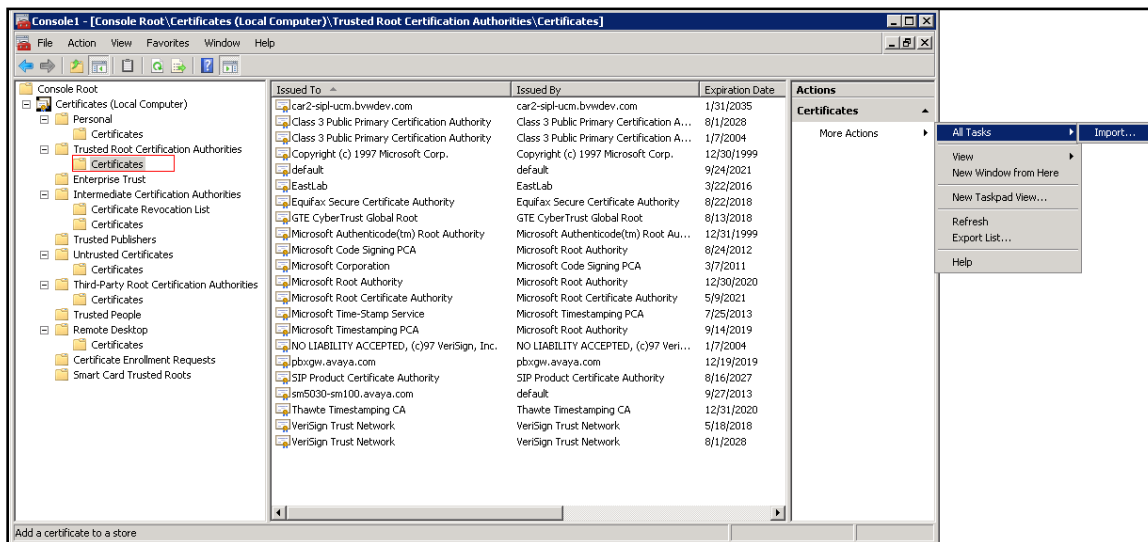 Console1 - [Console Root\Certificates (Local Computer)\Trusted Root Certification Authorities\Certificates]
File Action View Favorites Window Help
Console Root
Certificates (Local Computer)
Personal
Certificates
Trusted Root Certification Authorities
Certificates
Enterprise Trust
Intermediate Certification Authorities
Certificate Revocation List
Certificates
Trusted Publishers
Untrusted Certificates
Certificates
Third-Party Root Certification Authorities
Certificates
Trusted People
Remote Desktop
Certificates
Certificate Enrollment Requests
Smart Card Trusted Roots
Issued To Issued By Expiration Date
car2-sipl-ucm.bvwdev.com car2-sipl-ucm.bvwdev.com 1/31/2035
Class 3 Public Primary Certification Authority Class 3 Public Primary Certification A... 8/1/2028
Class 3 Public Primary Certification Authority Class 3 Public Primary Certification A... 1/7/2004
Copyright (c) 1997 Microsoft Corp. Copyright (c) 1997 Microsoft Corp. 12/30/1999
default default 9/24/2021
EastLab EastLab 3/22/2016
Equifax Secure Certificate Authority Equifax Secure Certificate Authority 8/22/2018
GTE CyberTrust Global Root GTE CyberTrust Global Root 8/13/2018
Microsoft Authenticode(tm) Root Authority Microsoft Authenticode(tm) Root Au... 12/31/1999
Microsoft Code Signing PCA Microsoft Root Authority 8/24/2012
Microsoft Corporation Microsoft Code Signing PCA 3/7/2011
Microsoft Root Authority Microsoft Root Authority 12/30/2020
Microsoft Root Certificate Authority Microsoft Root Certificate Authority 5/9/2021
Microsoft Time-Stamp Service Microsoft Timestamping PCA 7/25/2013
Microsoft Timestamping PCA Microsoft Root Authority 9/14/2019
NO LIABILITY ACCEPTED, (c)97 VeriSign, Inc. NO LIABILITY ACCEPTED, (c)97 Veri... 1/7/2004
pbxgw.avaya.com pbxgw.avaya.com 12/19/2019
SIP Product Certificate Authority SIP Product Certificate Authority 8/16/2027
sm5030-sm100.avaya.com default 9/27/2013
Thawte Timestamping CA Thawte Timestamping CA 12/31/2020
VeriSign Trust Network VeriSign Trust Network 5/18/2018
VeriSign Trust Network VeriSign Trust Network 8/1/2028
Actions
Certificates
More Actions
All Tasks
Import...
View
New Window from Here
New Taskpad View...
Refresh
Export List...
Help
Add a certificate to a store